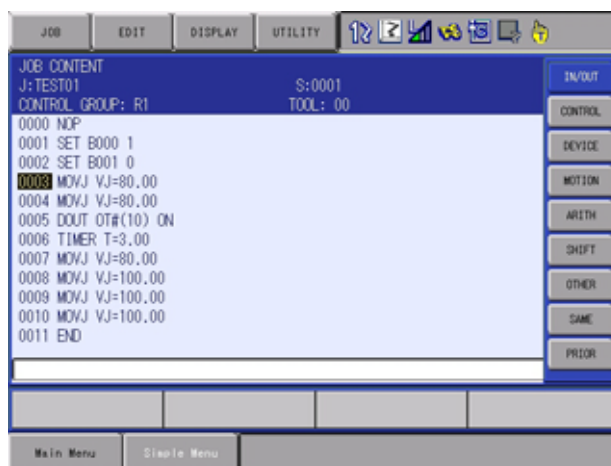 JOB EDIT DISPLAY UTILITY
JOB CONTENT
J:TEST01 S:0001
CONTROL GROUP: R1 TOOL: 00
0000 NOP
0001 SET B000 1
0002 SET B001 0
0003 MOVJ VJ=80.00
0004 MOVJ VJ=80.00
0005 DOUT OT#(10) ON
0006 TIMER T=3.00
0007 MOVJ VJ=80.00
0008 MOVJ VJ=100.00
0009 MOVJ VJ=100.00
0010 MOVJ VJ=100.00
0011 END
IN/OUT
CONTROL
DEVICE
MOTION
ARITH
SHIFT
OTHER
SAME
PRIOR
Main Menu Simple Menu